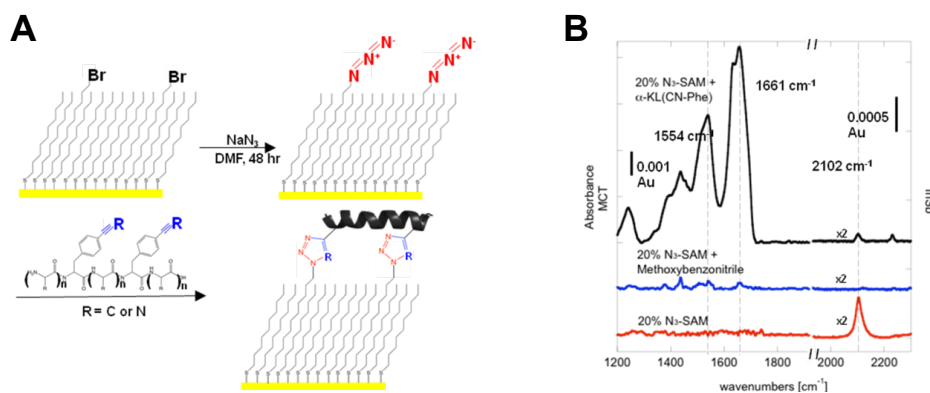 A
Br
Br
N=N⁺=N⁻
N=N⁺=N⁻
NaN₃
DMF, 48 hr
S S S S S S S S S S S S S
S S S S S S S S S S S S S
R
R
H₂N
O
n
N
H
O
R
R = C or N
N
N
N
R
N
N
N
R
S S S S S S S S S S S S S
B
20% N₃-SAM +
α-KL(CN-Phe)
1661 cm⁻¹
1554 cm⁻¹
0.001
Au
0.0005
Au
2102 cm⁻¹
x2
20% N₃-SAM +
Methoxybenzonitrile
x2
20% N₃-SAM
x2
Absorbance
MCT
InSb
1200 1400 1600 1800 // 2000 2200
wavenumbers [cm⁻¹]